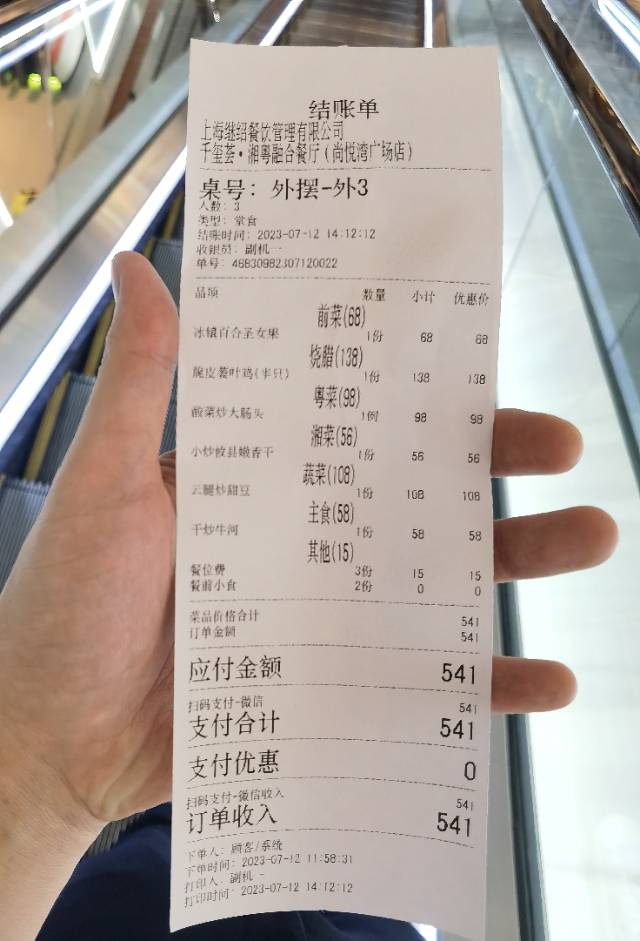 结账单
上海继绍餐饮管理有限公司
千玺荟·湘粤融合餐厅(尚悦湾广场店)
桌号: 外摆-外3
人数: 3
类型: 堂食
结账时间: 2023-07-12 14:12:12
收银员: 副机一
单号: 46830982307120022
品项 数量 小计 优惠价
前菜(68)
冰镇百合圣女果 1份 68 68
烧腊(138)
脆皮蒌叶鸡(半只) 1份 138 138
粤菜(98)
酸菜炒大肠头 1例 98 98
湘菜(56)
小炒攸县嫩香干 1份 56 56
蔬菜(108)
云腿炒甜豆 1份 108 108
主食(58)
干炒牛河 1份 58 58
其他(15)
餐位费 3份 15 15
餐前小食 2份 0 0
菜品价格合计 541
订单金额 541
应付金额 541
扫码支付-微信 541
支付合计 541
支付优惠 0
扫码支付-微信收入 541
订单收入 541
下单人: 顾客/系统
下单时间: 2023-07-12 11:58:31
打印人: 副机一
打印时间: 2023-07-12 14:12:12